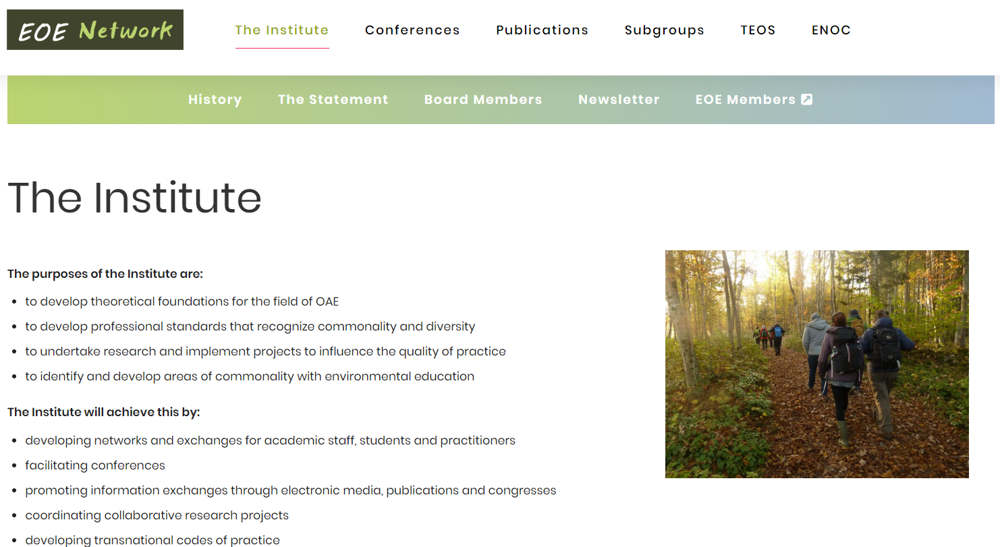 EOE Network
The Institute Conferences Publications Subgroups TEOS ENOC
History The Statement Board Members Newsletter EOE Members
The Institute
The purposes of the Institute are:
to develop theoretical foundations for the field of OAE
to develop professional standards that recognize commonality and diversity
to undertake research and implement projects to influence the quality of practice
to identify and develop areas of commonality with environmental education
The Institute will achieve this by:
developing networks and exchanges for academic staff, students and practitioners
facilitating conferences
promoting information exchanges through electronic media, publications and congresses
coordinating collaborative research projects
developing transnational codes of practice